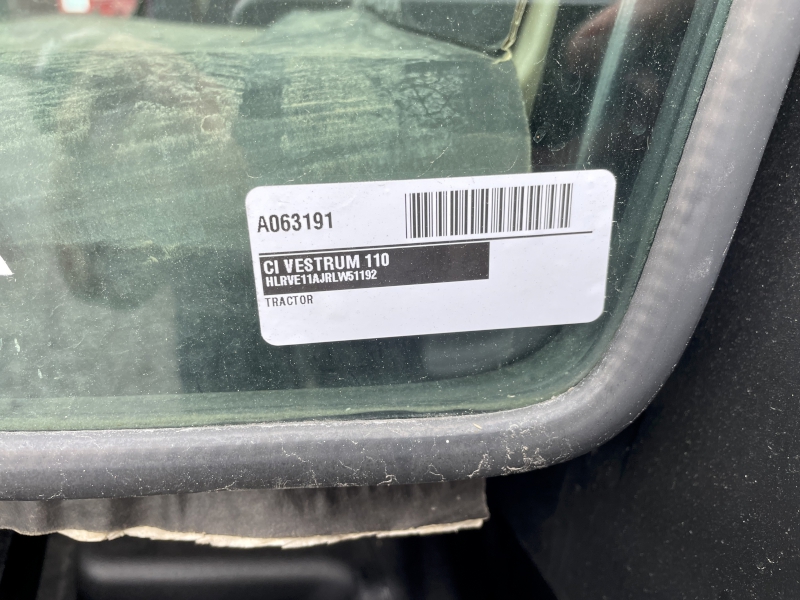 A063191
CI VESTRUM 110
HLRVE11AJRLW51192
TRACTOR